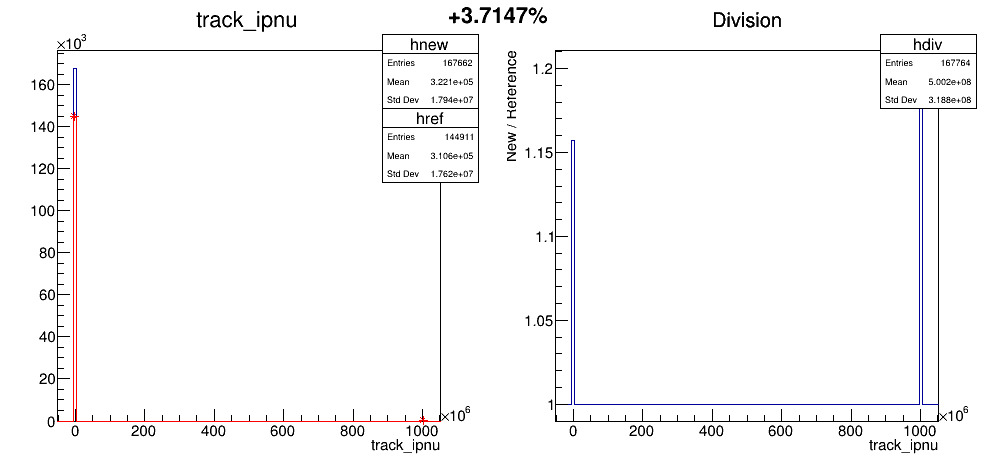 +3.7147%
track_ipnu
×10³
hnew
Entries 167662
Mean 3.221e+05
Std Dev 1.794e+07
href
Entries 144911
Mean 3.106e+05
Std Dev 1.762e+07
160
140
120
100
80
60
40
20
0
0 200 400 600 800 1000
×10⁶
track_ipnu
Division
New / Reference
hdiv
Entries 167764
Mean 5.002e+08
Std Dev 3.188e+08
1.2
1.15
1.1
1.05
1
0 200 400 600 800 1000
×10⁶
track_ipnu